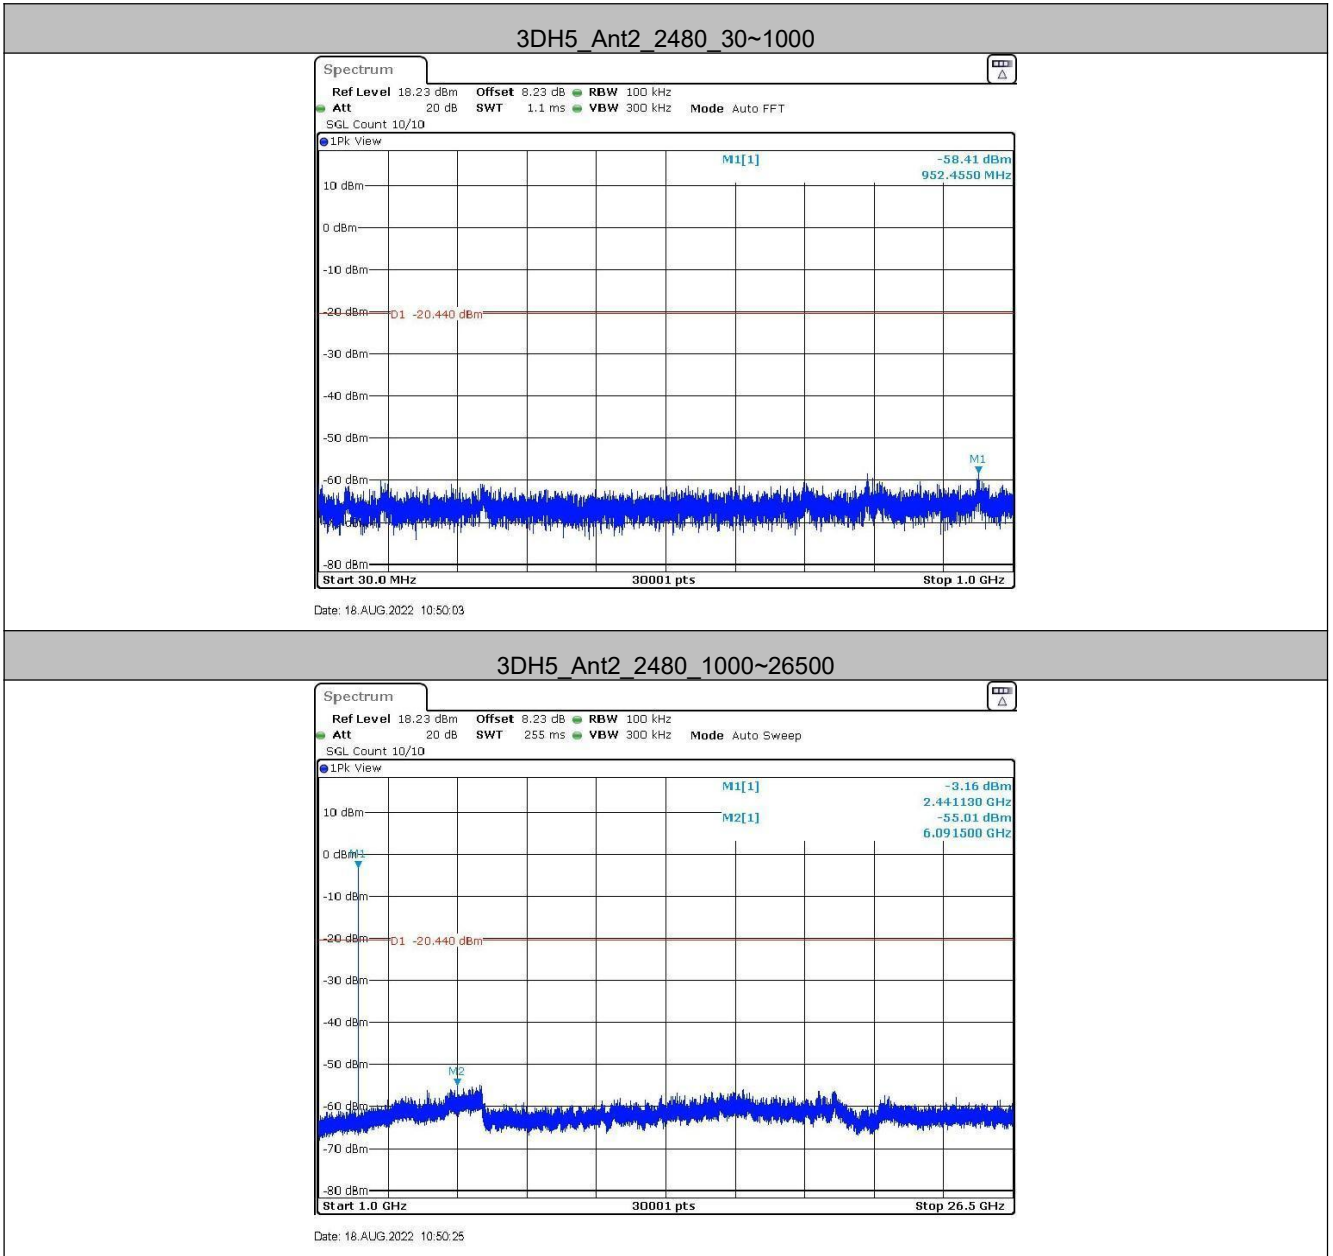 3DH5_Ant2_2480_30~1000
Spectrum
Ref Level 18.23 dBm Offset 8.23 dB RBW 100 kHz
Att 20 dB SWT 1.1 ms VBW 300 kHz Mode Auto FFT
SGL Count 10/10
1Pk View
M1[1] -58.41 dBm
952.4550 MHz
10 dBm
0 dBm
-10 dBm
-20 dBm
D1 -20.440 dBm
-30 dBm
-40 dBm
-50 dBm
M1
-60 dBm
-80 dBm
Start 30.0 MHz 30001 pts Stop 1.0 GHz
Date: 18.AUG.2022 10:50:03
3DH5_Ant2_2480_1000~26500
Spectrum
Ref Level 18.23 dBm Offset 8.23 dB RBW 100 kHz
Att 20 dB SWT 255 ms VBW 300 kHz Mode Auto Sweep
SGL Count 10/10
1Pk View
M1[1] -3.16 dBm
2.441130 GHz
10 dBm
M2[1] -55.01 dBm
6.091500 GHz
0 dBm M1
-10 dBm
-20 dBm
D1 -20.440 dBm
-30 dBm
-40 dBm
-50 dBm
M2
-60 dBm
-70 dBm
-80 dBm
Start 1.0 GHz 30001 pts Stop 26.5 GHz
Date: 18.AUG.2022 10:50:25